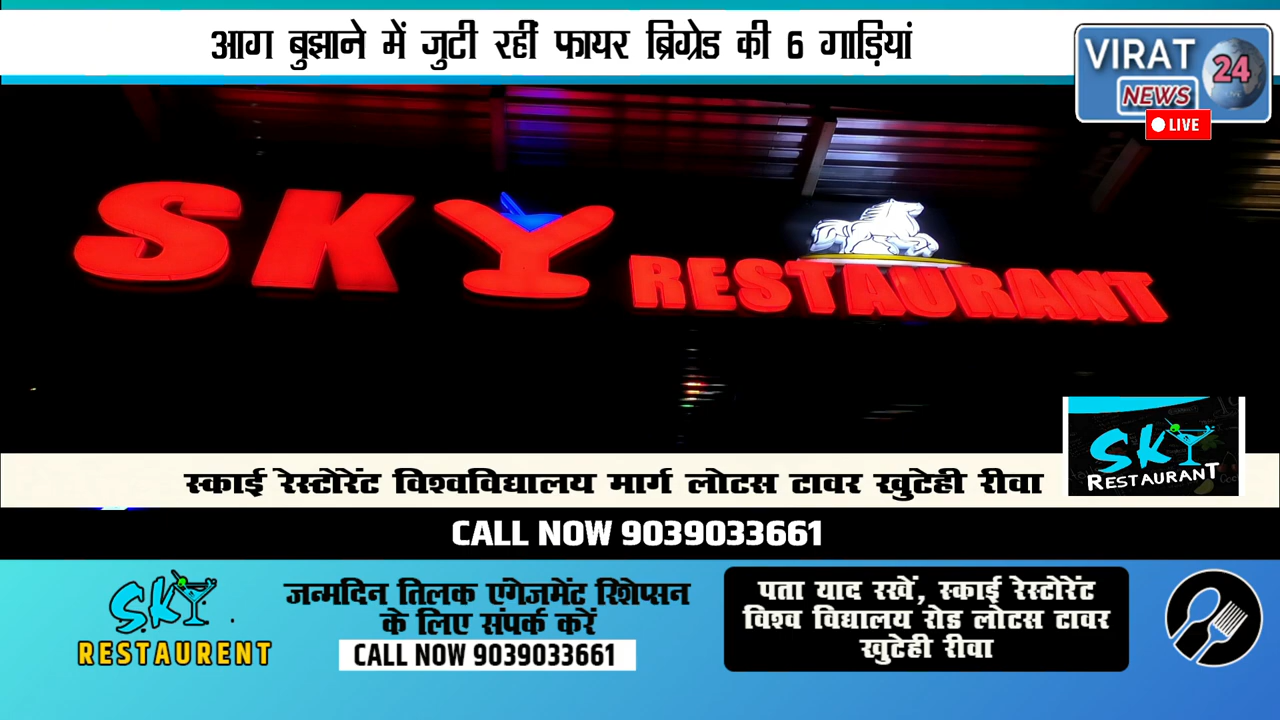 आग बुझाने में जुटी रहीं फायर ब्रिग्रेड की 6 गाड़ियां
VIRAT
24
NEWS
LIVE
SKY RESTAURANT
SKY
RESTAURANT
स्काई रेस्टोरेंट विश्वविद्यालय मार्ग लोटस टावर खुटेही रीवा
CALL NOW 9039033661
SKY
RESTAURENT
जन्मदिन तिलक एंगेजमेंट रिशेप्सन
के लिए संपर्क करें
CALL NOW 9039033661
पता याद रखें, स्काई रेस्टोरेंट
विश्व विद्यालय रोड लोटस टावर
खुटेही रीवा